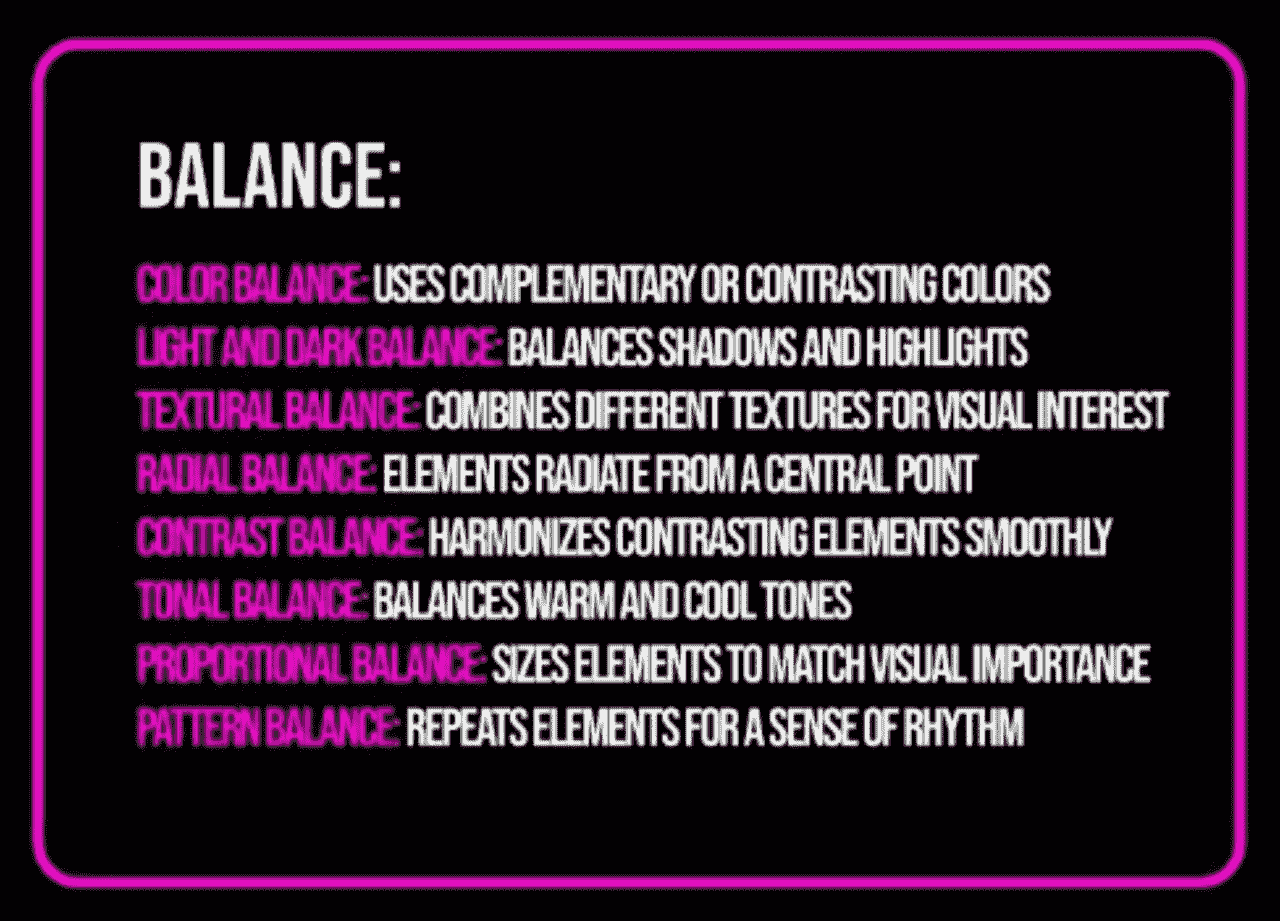 BALANCE:
COLOR BALANCE: USES COMPLEMENTARY OR CONTRASTING COLORS
LIGHT AND DARK BALANCE: BALANCES SHADOWS AND HIGHLIGHTS
TEXTURAL BALANCE: COMBINES DIFFERENT TEXTURES FOR VISUAL INTEREST
RADIAL BALANCE: ELEMENTS RADIATE FROM A CENTRAL POINT
CONTRAST BALANCE: HARMONIZES CONTRASTING ELEMENTS SMOOTHLY
TONAL BALANCE: BALANCES WARM AND COOL TONES
PROPORTIONAL BALANCE: SIZES ELEMENTS TO MATCH VISUAL IMPORTANCE
PATTERN BALANCE: REPEATS ELEMENTS FOR A SENSE OF RHYTHM